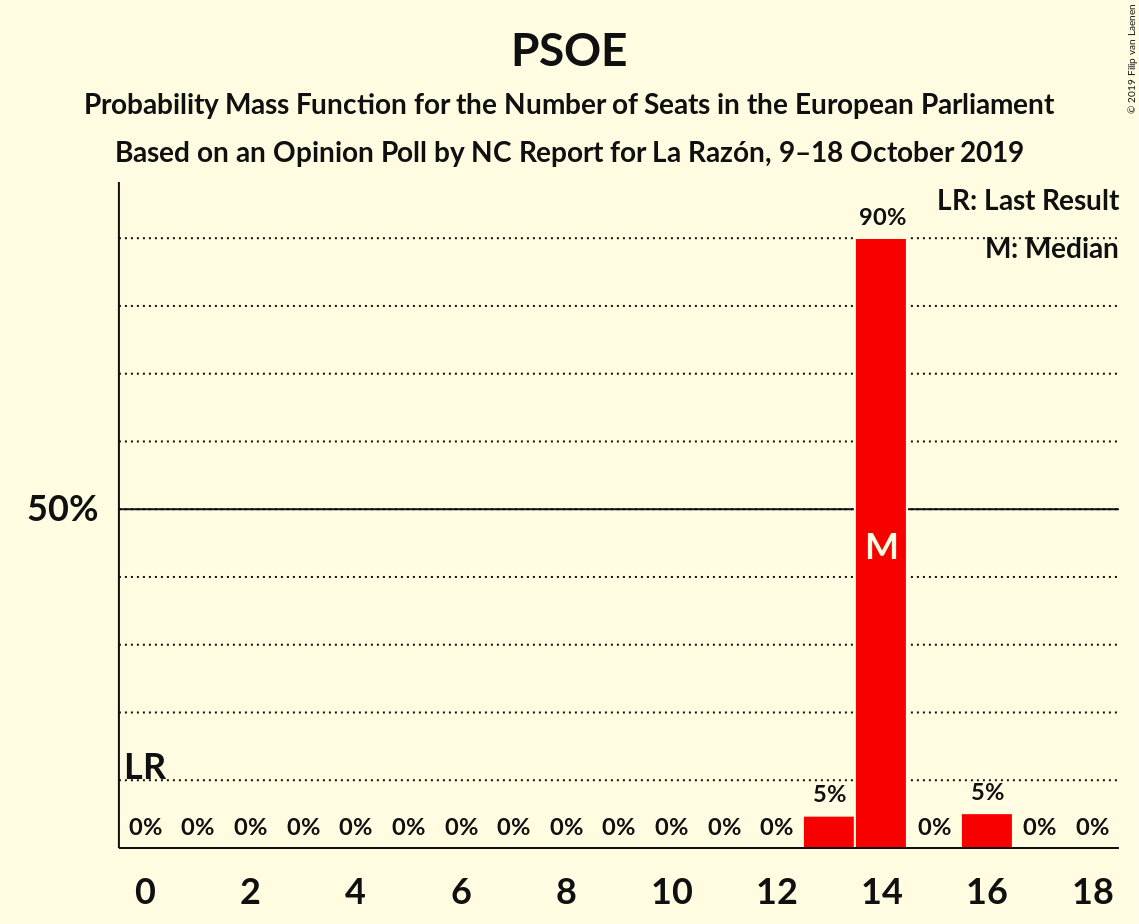 PSOE
Probability Mass Function for the Number of Seats in the European Parliament
Based on an Opinion Poll by NC Report for La Razón, 9–18 October 2019
© 2019 Filip van Laenen
LR: Last Result
M: Median
90%
50%
M
LR
5%
5%
0% 0% 0% 0% 0% 0% 0% 0% 0% 0% 0% 0% 0% 0% 0% 0%
0 2 4 6 8 10 12 14 16 18